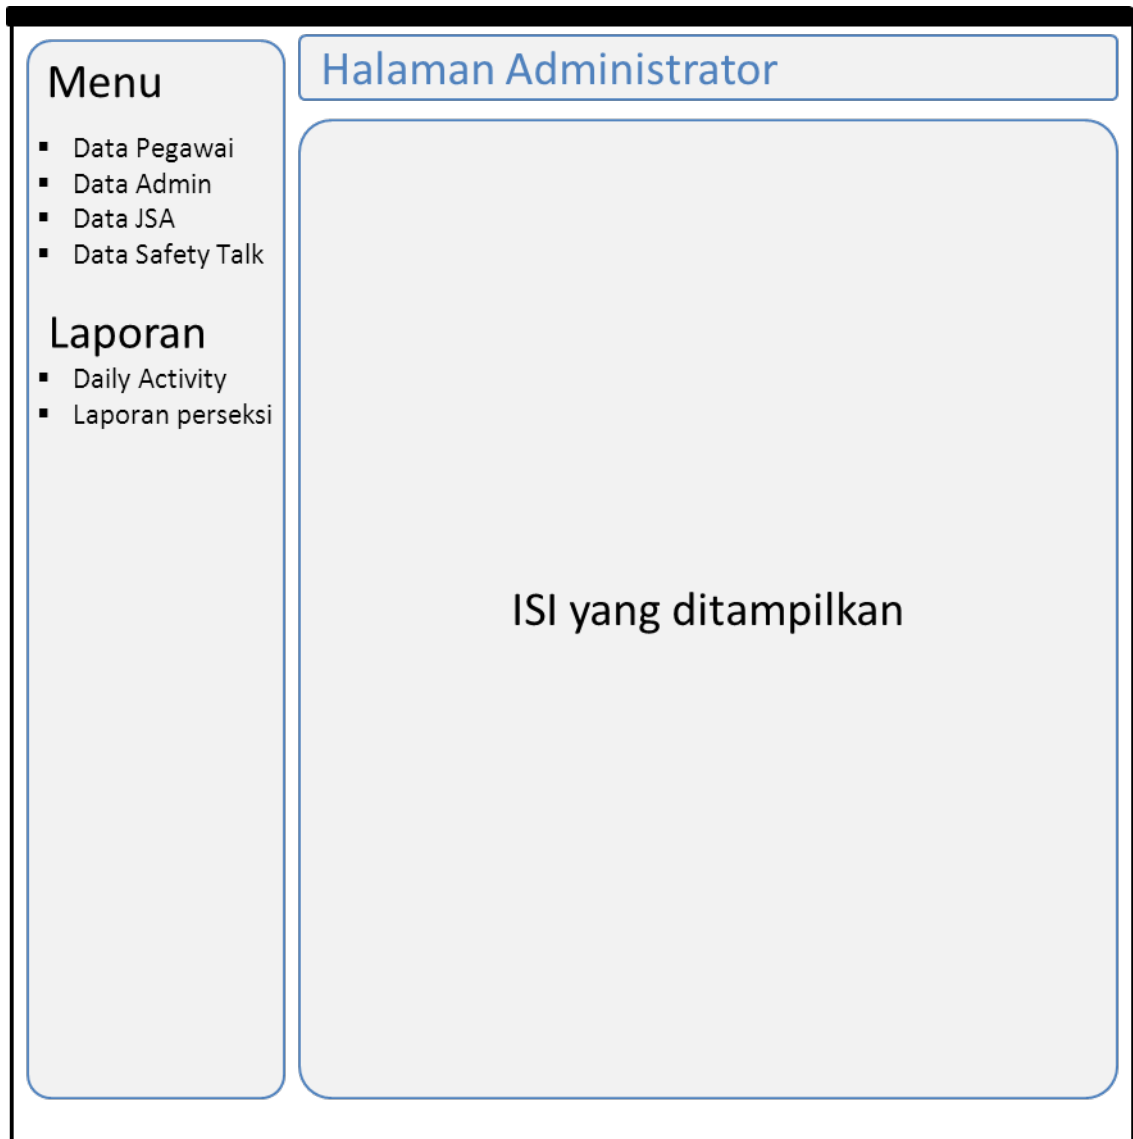 Menu
Data Pegawai
Data Admin
Data JSA
Data Safety Talk
Laporan
Daily Activity
Laporan perseksi
Halaman Administrator
ISI yang ditampilkan